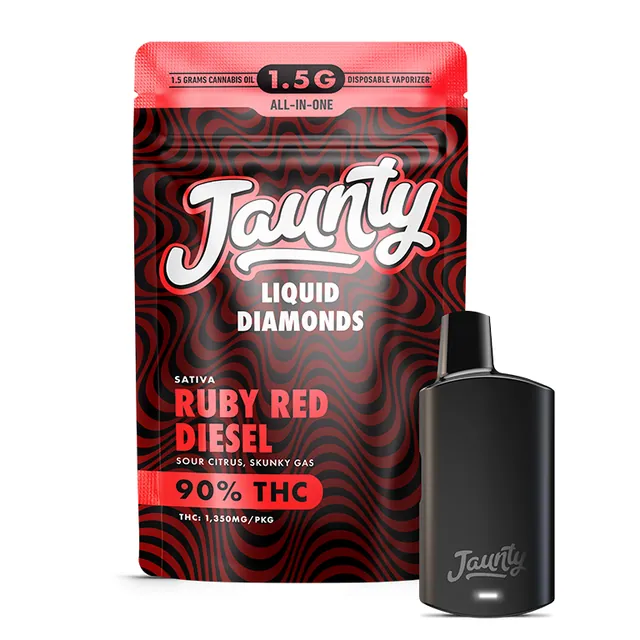 1.5 GRAMS CANNABIS OIL 1.5G DISPOSABLE VAPORIZER
ALL-IN-ONE
Jaunty
LIQUID
DIAMONDS
SATIVA
RUBY RED
DIESEL
SOUR CITRUS, SKUNKY GAS
90% THC
THC: 1,350MG/PKG
Jaunty